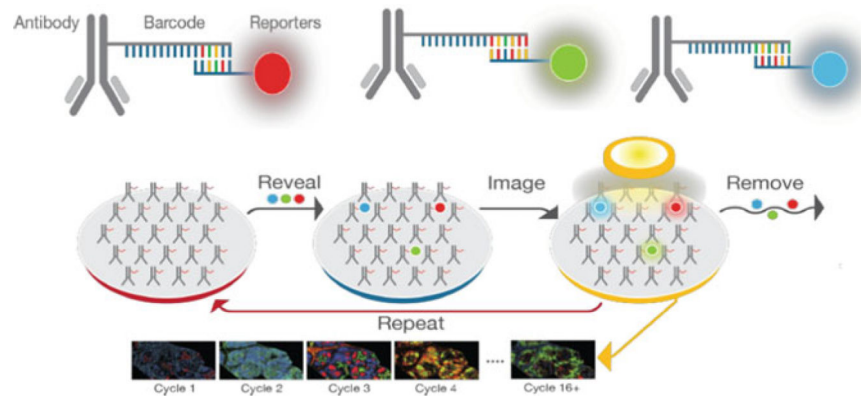 Antibody Barcode Reporters
Reveal Image Remove
Repeat
Cycle 1 Cycle 2 Cycle 3 Cycle 4 Cycle 16+